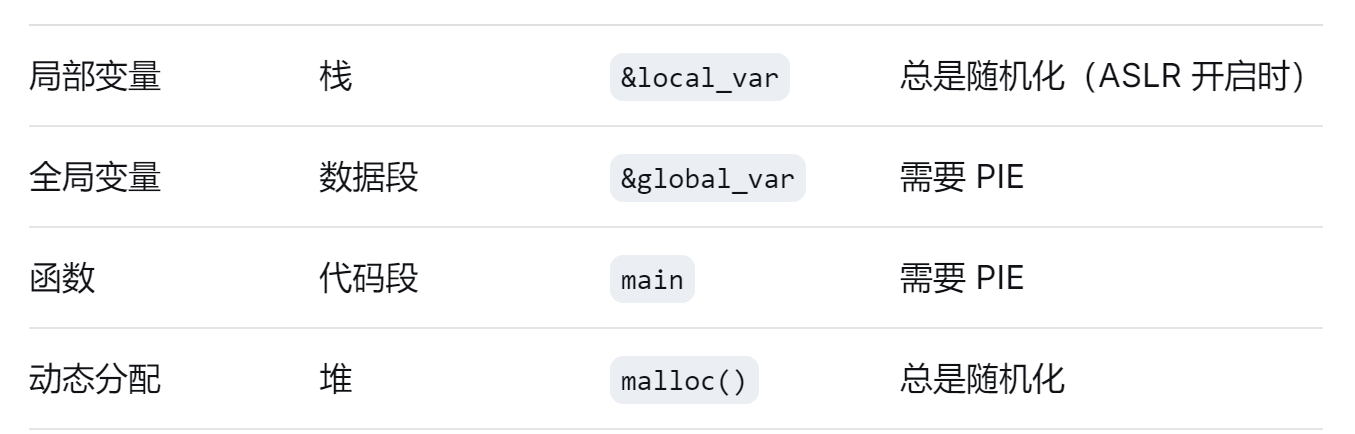 局部变量 栈 &local_var 总是随机化（ASLR 开启时）
全局变量 数据段 &global_var 需要 PIE
函数 代码段 main 需要 PIE
动态分配 堆 malloc() 总是随机化